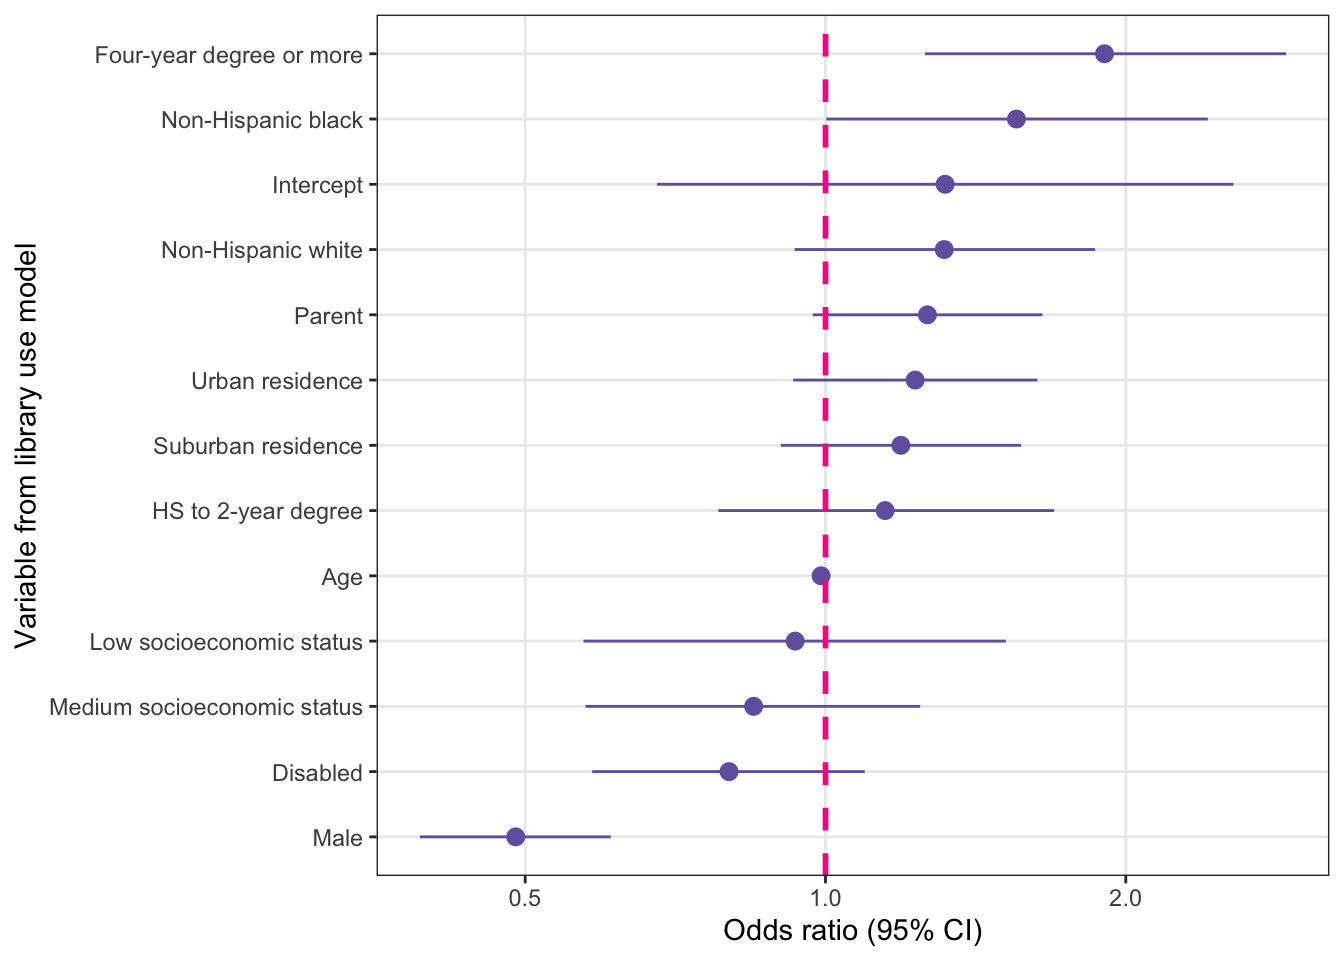 Variable from library use model
Four-year degree or more
Non-Hispanic black
Intercept
Non-Hispanic white
Parent
Urban residence
Suburban residence
HS to 2-year degree
Age
Low socioeconomic status
Medium socioeconomic status
Disabled
Male
0.5 1.0 2.0
Odds ratio (95% CI)